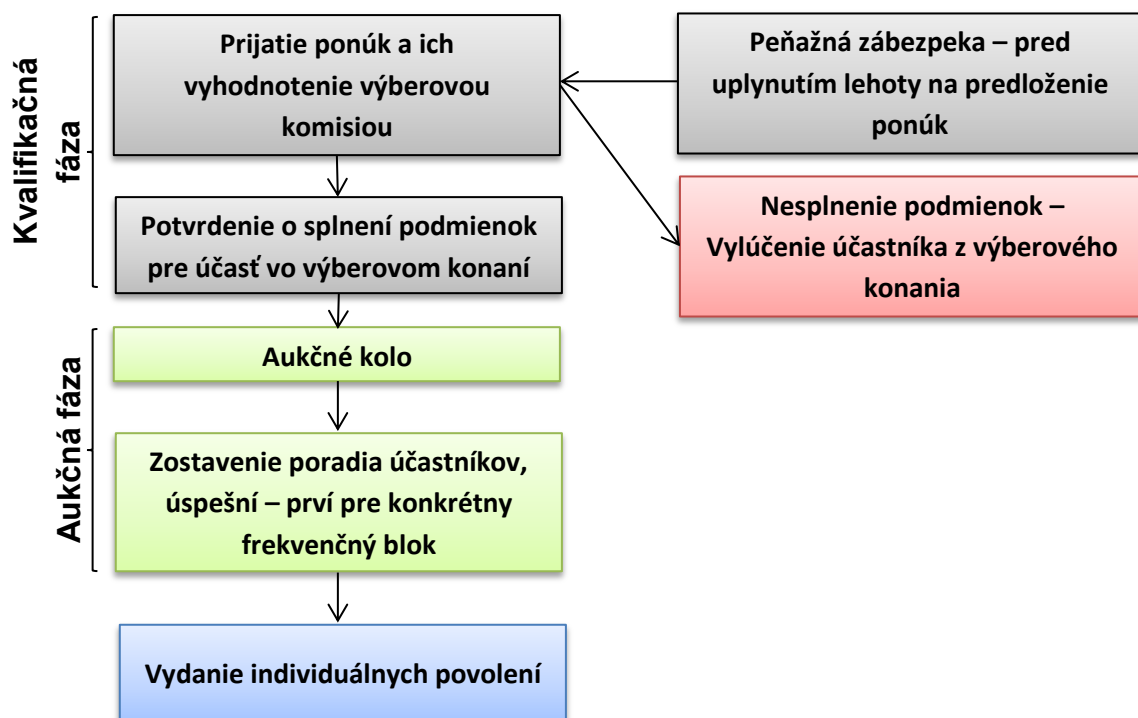 Kvalifikačná
fáza
Prijatie ponúk a ich
vyhodnotenie výberovou
komisiou
Peňažná zábezpeka – pred
uplynutím lehoty na predloženie
ponúk
Potvrdenie o splnení podmienok
pre účasť vo výberovom konaní
Nesplnenie podmienok –
Vylúčenie účastníka z výberového
konania
Aukčná fáza
Aukčné kolo
Zostavenie poradia účastníkov,
úspešní – prví pre konkrétny
frekvenčný blok
Vydanie individuálnych povolení